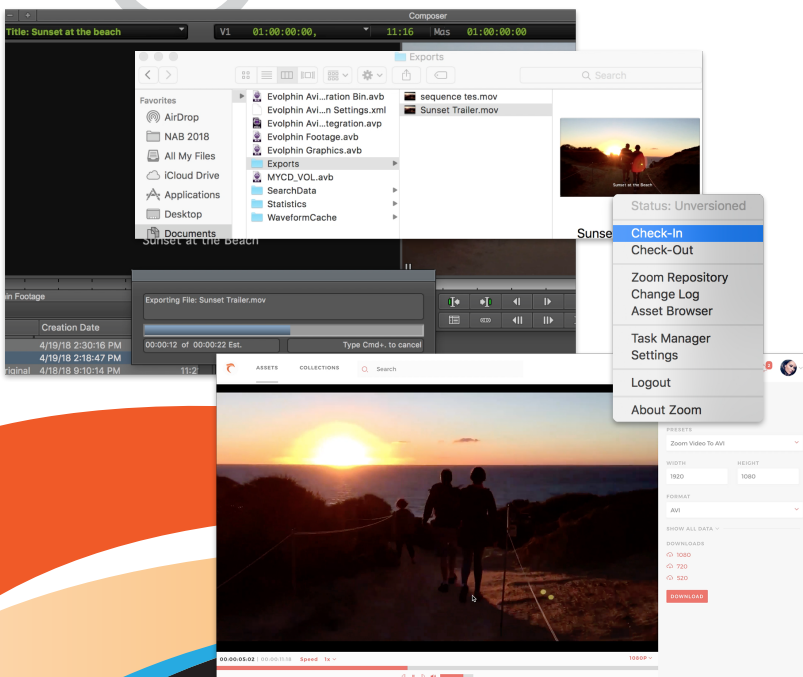 Composer
Title: Sunset at the beach
V1 01:00:00:00, 11:16 Mas 01:00:00:00
Exports
Search
Favorites
AirDrop
NAB 2018
All My Files
iCloud Drive
Applications
Desktop
Documents
Evolphin Avi...ration Bin.avb
Evolphin Avi...n Settings.xml
Evolphin Avi...tegration.avp
Evolphin Footage.avb
Evolphin Graphics.avb
Exports
MYCD_VOL.avb
SearchData
Statistics
WaveformCache
sequence tes.mov
Sunset Trailer.mov
Sunset at the Beach
Sunse
Status: Unversioned
Check-In
Check-Out
Zoom Repository
Change Log
Asset Browser
Task Manager
Settings
Logout
About Zoom
Sunset at the Beach
in Footage
Creation Date
4/19/18 2:30:16 PM
4/19/18 2:18:47 PM
riginal 4/18/18 9:10:14 PM 11:2
Exporting File: Sunset Trailer.mov
00:00:12 of 00:00:22 Est.
Type Cmd+. to cancel
ASSETS COLLECTIONS Search
2
PRESETS
Zoom Video To AVI
WIDTH HEIGHT
1920 1080
FORMAT
AVI
SHOW ALL DATA
DOWNLOADS
1080
720
520
DOWNLOAD
00:00:05:02 | 00:00:11:18 Speed 1x 1080P